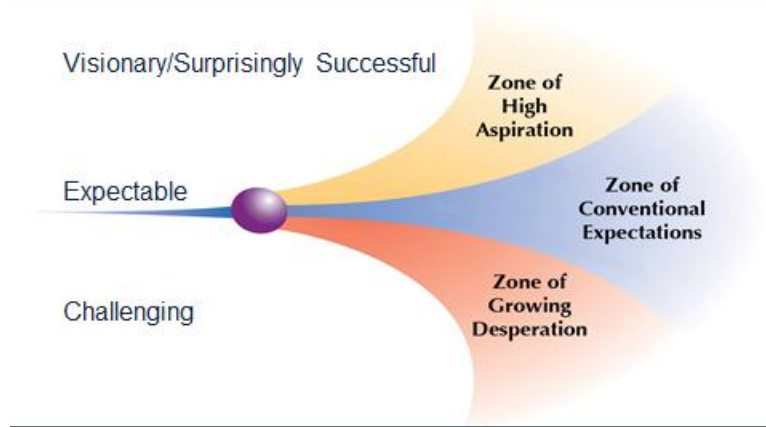 Visionary/Surprisingly Successful
Zone of
High
Aspiration
Expectable
Zone of
Conventional
Expectations
Challenging
Zone of
Growing
Desperation